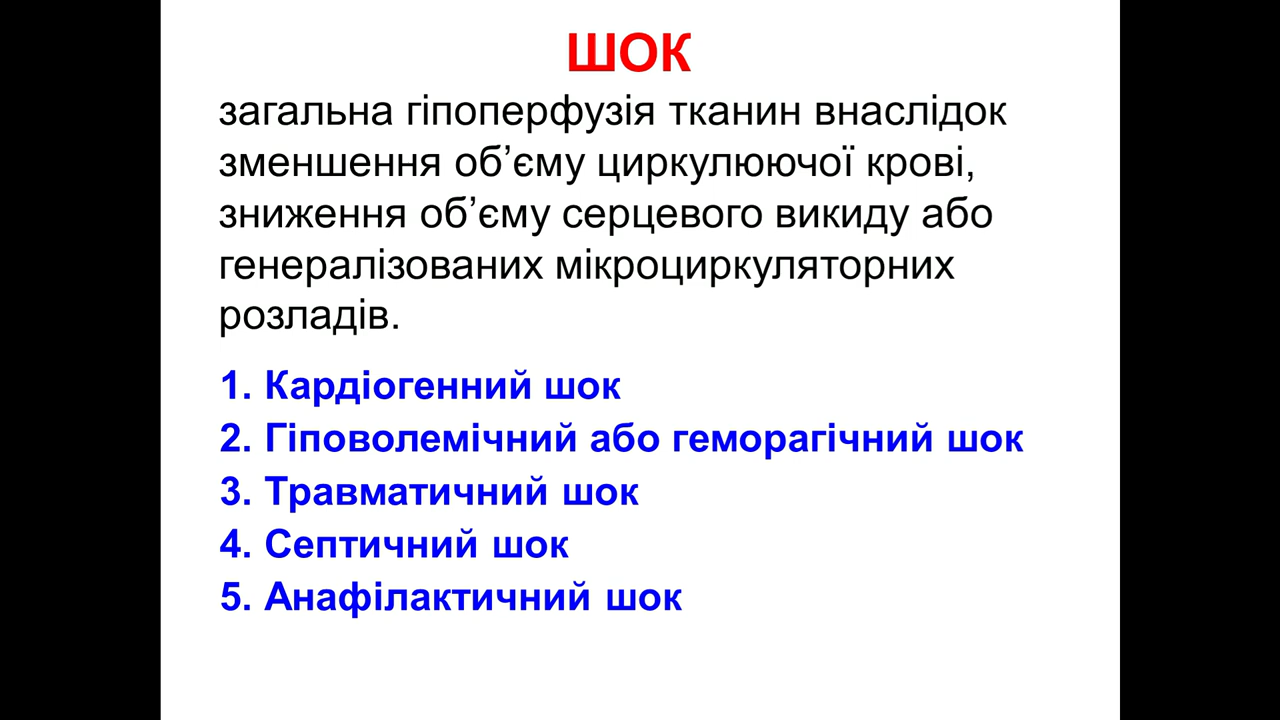 ШОК
загальна гіпоперфузія тканин внаслідок
зменшення об’єму циркулюючої крові,
зниження об’єму серцевого викиду або
генералізованих мікроциркуляторних
розладів.
1. Кардіогенний шок
2. Гіповолемічний або геморагічний шок
3. Травматичний шок
4. Септичний шок
5. Анафілактичний шок